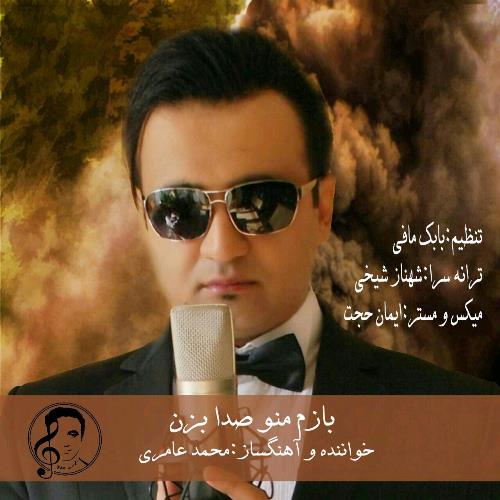 تنظیم:بابک مافی
ترانه سرا:شهناز شیخی
میکس و مستر:ایمان حجت
بازم منو صدا بزن
خواننده و آهنگساز:محمد عامری